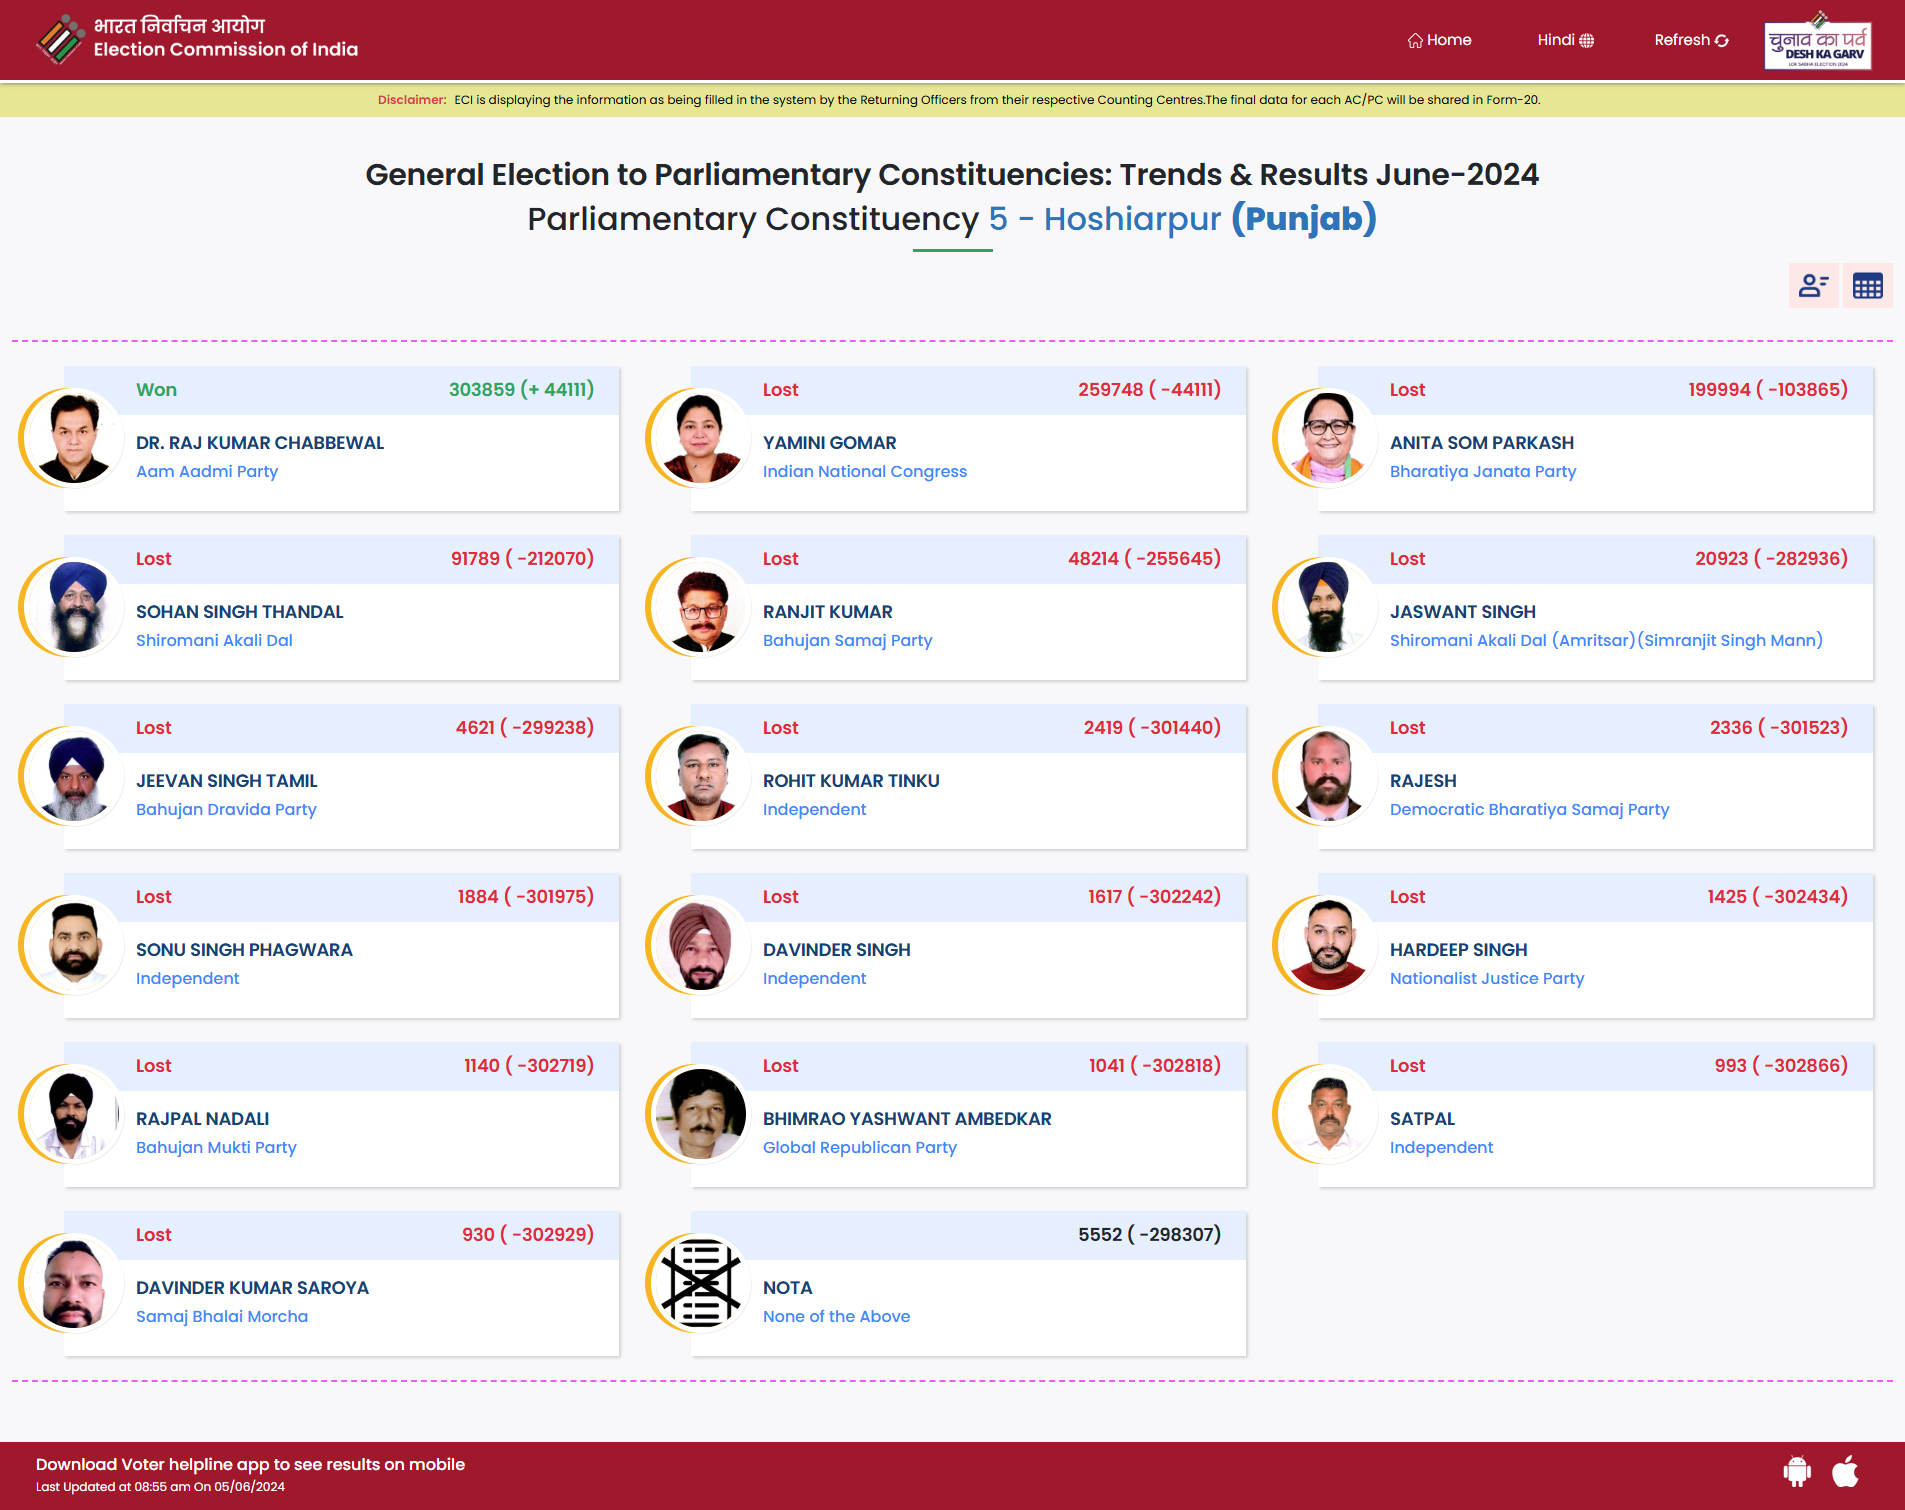 भारत निर्वाचन आयोग
Election Commission of India
Home
Hindi
Refresh
चुनाव का पर्व
DESH KA GARV
LOK SABHA ELECTION 2024
Disclaimer: ECI is displaying the information as being filled in the system by the Returning Officers from their respective Counting Centres.The final data for each AC/PC will be shared in Form-20.
General Election to Parliamentary Constituencies: Trends & Results June-2024
Parliamentary Constituency 5 - Hoshiarpur (Punjab)
Won 303859 (+ 44111)
DR. RAJ KUMAR CHABBEWAL
Aam Aadmi Party
Lost 259748 ( -44111)
YAMINI GOMAR
Indian National Congress
Lost 199994 ( -103865)
ANITA SOM PARKASH
Bharatiya Janata Party
Lost 91789 ( -212070)
SOHAN SINGH THANDAL
Shiromani Akali Dal
Lost 48214 ( -255645)
RANJIT KUMAR
Bahujan Samaj Party
Lost 20923 ( -282936)
JASWANT SINGH
Shiromani Akali Dal (Amritsar)(Simranjit Singh Mann)
Lost 4621 ( -299238)
JEEVAN SINGH TAMIL
Bahujan Dravida Party
Lost 2419 ( -301440)
ROHIT KUMAR TINKU
Independent
Lost 2336 ( -301523)
RAJESH
Democratic Bharatiya Samaj Party
Lost 1884 ( -301975)
SONU SINGH PHAGWARA
Independent
Lost 1617 ( -302242)
DAVINDER SINGH
Independent
Lost 1425 ( -302434)
HARDEEP SINGH
Nationalist Justice Party
Lost 1140 ( -302719)
RAJPAL NADALI
Bahujan Mukti Party
Lost 1041 ( -302818)
BHIMRAO YASHWANT AMBEDKAR
Global Republican Party
Lost 993 ( -302866)
SATPAL
Independent
Lost 930 ( -302929)
DAVINDER KUMAR SAROYA
Samaj Bhalai Morcha
5552 ( -298307)
NOTA
None of the Above
Download Voter helpline app to see results on mobile
Last Updated at 08:55 am On 05/06/2024